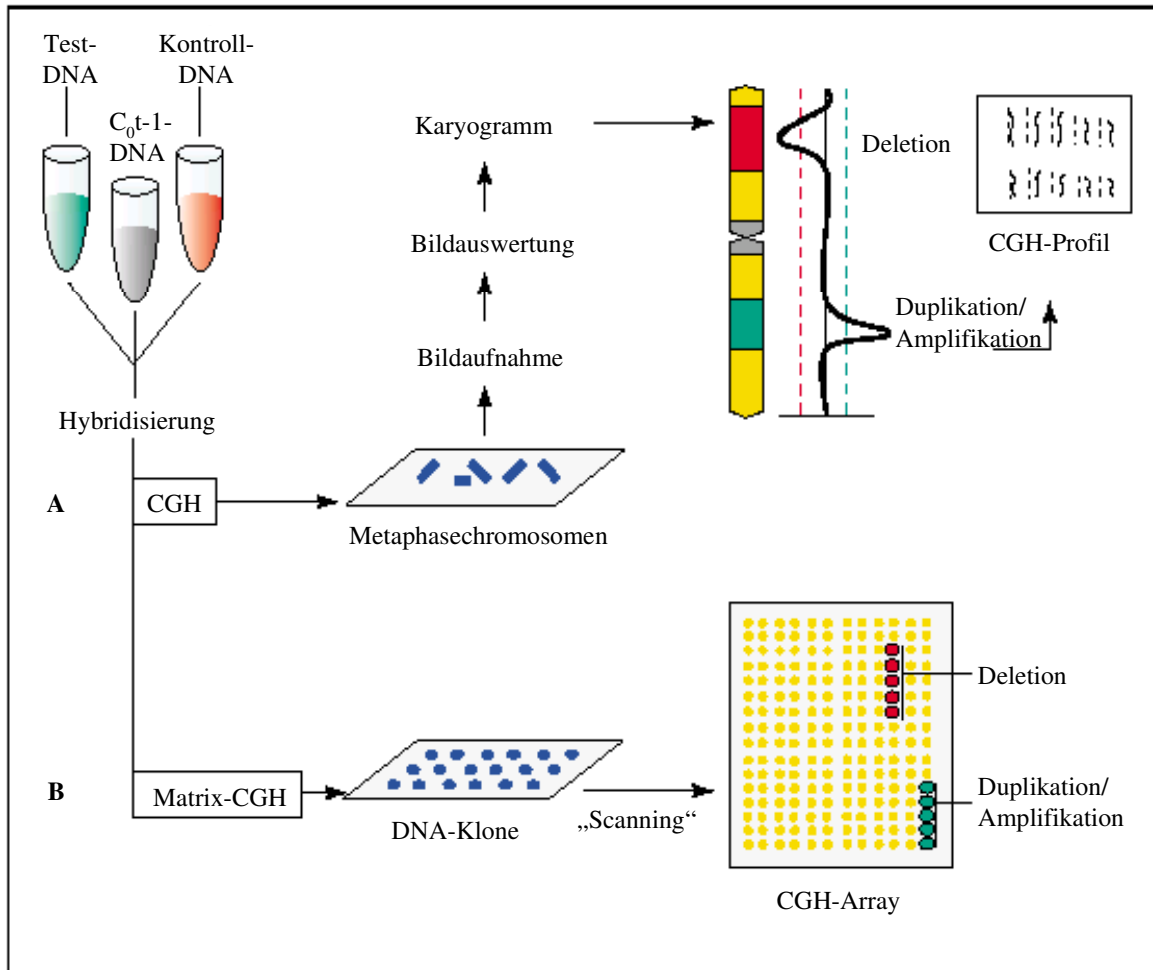 Test-
DNA
Kontroll-
DNA
C₀t-1-
DNA
Hybridisierung
A
CGH
Metaphasechromosomen
Bildaufnahme
Bildauswertung
Karyogramm
Deletion
Duplikation/
Amplifikation
CGH-Profil
B
Matrix-CGH
DNA-Klone
„Scanning“
Deletion
Duplikation/
Amplifikation
CGH-Array